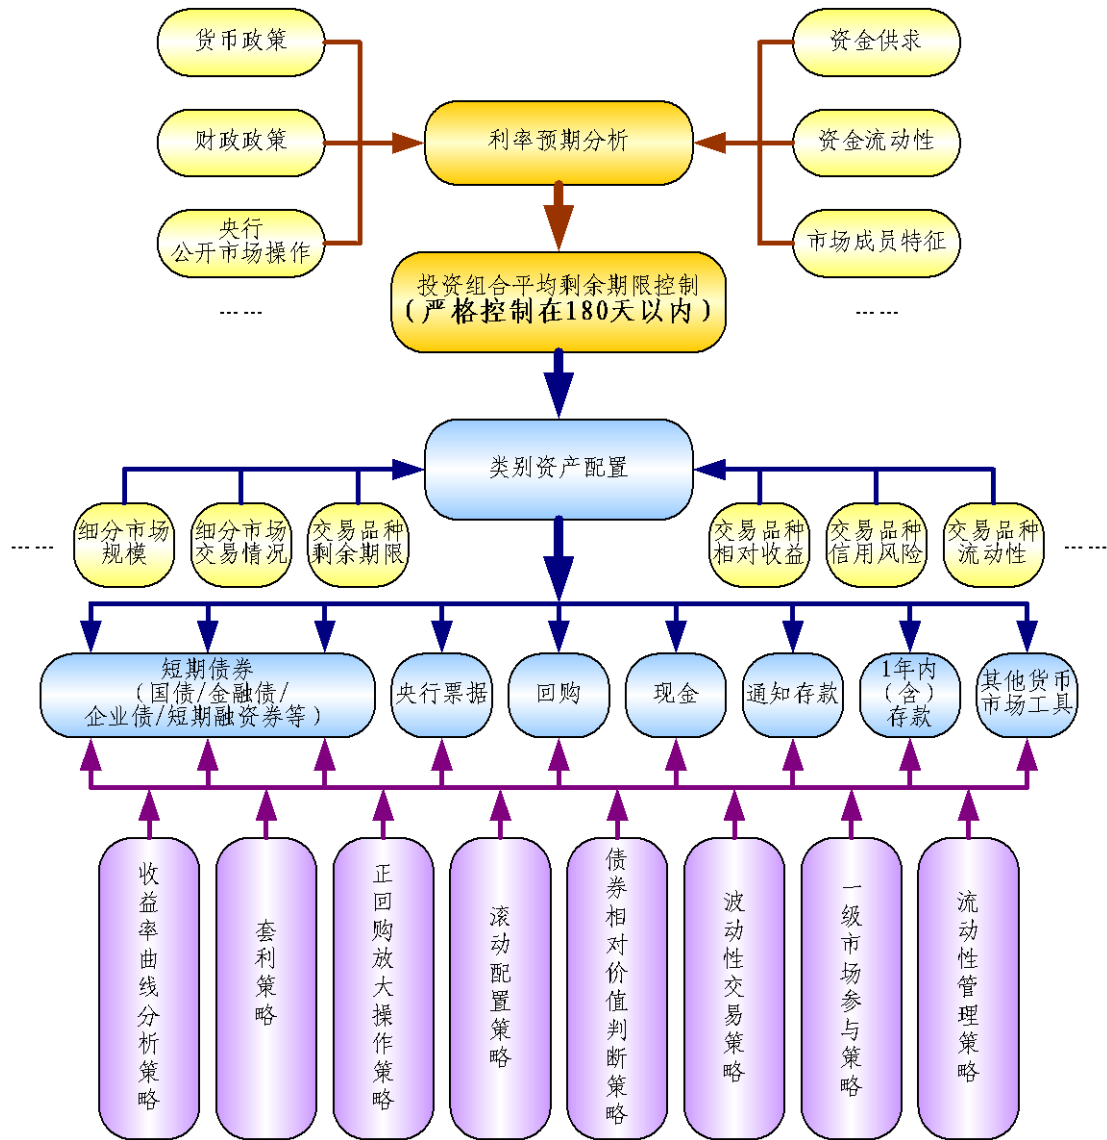 货币政策
资金供求
利率预期分析
财政政策
资金流动性
央行
公开市场操作
市场成员特征
投资组合平均剩余期限控制
（严格控制在180天以内）
……
……
类别资产配置
细分市场
规模
细分市场
交易情况
交易品种
剩余期限
交易品种
相对收益
交易品种
信用风险
交易品种
流动性
……
……
短期债券
（国债/金融债/
企业债/短期融资券等）
央行票据
回购
现金
通知存款
1年内
（含）
存款
其他货币
市场工具
收益率曲线分析策略
套利策略
正回购放大操作策略
滚动配置策略
债券相对价值判断策略
波动性交易策略
一级市场参与策略
流动性管理策略